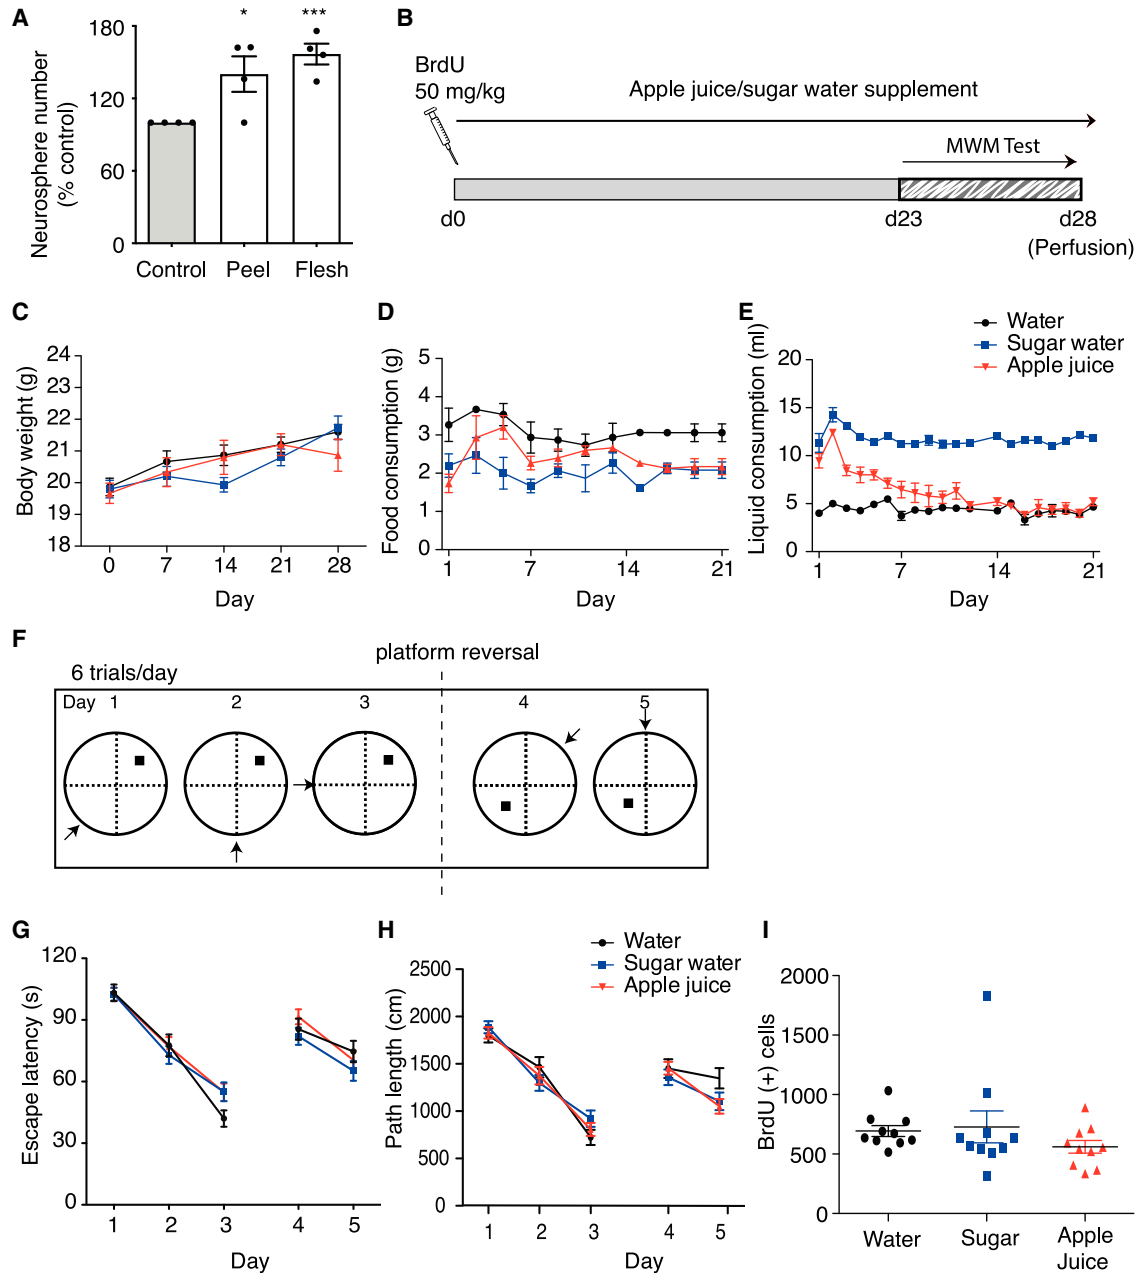 A
Neurosphere number
(% control)
180
120
60
0
*
***
Control
Peel
Flesh
B
BrdU
50 mg/kg
Apple juice/sugar water supplement
MWM Test
d0
d23
d28
(Perfusion)
C
Body weight (g)
24
23
22
21
20
19
18
0
7
14
21
28
Day
D
Food consumption (g)
5
4
3
2
1
0
1
7
14
21
Day
E
Liquid consumption (ml)
Water
Sugar water
Apple juice
20
15
10
5
0
1
7
14
21
Day
F
platform reversal
6 trials/day
Day 1
2
3
4
5
G
Escape latency (s)
120
90
60
30
0
1
2
3
4
5
Day
H
Path length (cm)
Water
Sugar water
Apple juice
2500
2000
1500
1000
500
0
1
2
3
4
5
Day
I
BrdU (+) cells
2000
1500
1000
500
0
Water
Sugar
Apple
Juice